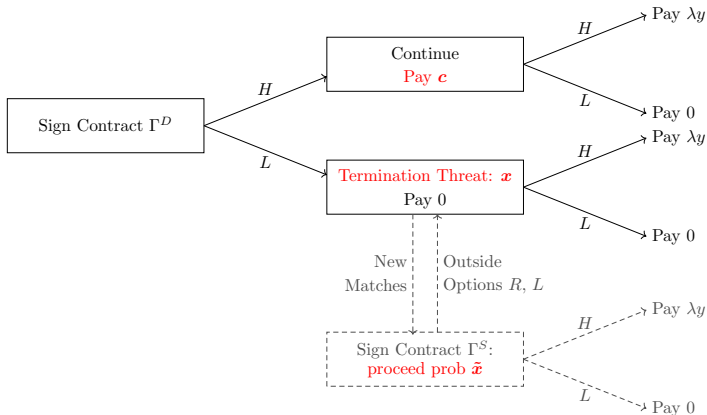 H
Pay λy
Continue
Pay c
L
Pay 0
Sign Contract Γ^D
H
L
H
Pay λy
Termination Threat: x
Pay 0
L
Pay 0
New
Matches
Outside
Options R, L
H
Pay λy
Sign Contract Γ^S:
proceed prob x̃
L
Pay 0